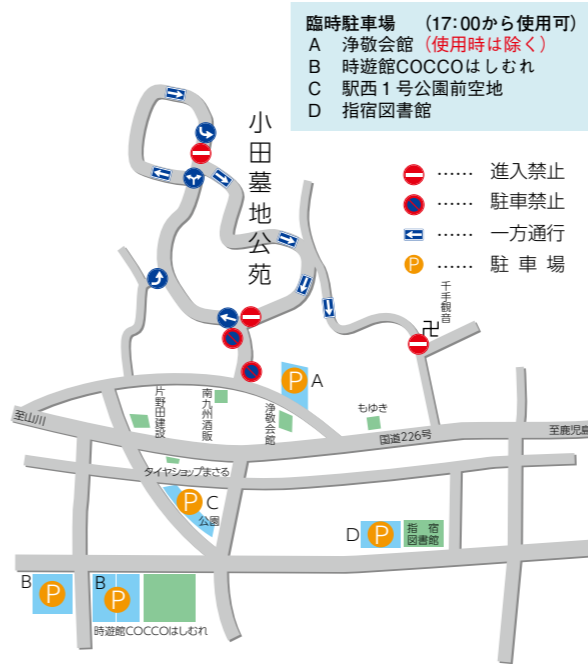 臨時駐車場 (17:00から使用可)
A 浄敬会館(使用時は除く)
B 時遊館COCCOはしむれ
C 駅西1号公園前空地
D 指宿図書館
小田墓地公苑
…… 進入禁止
…… 駐車禁止
…… 一方通行
P …… 駐車場
千手観音
卍
P A
片野田建設
南九州酒販
浄敬会館
もゆき
至山川
国道226号
至鹿児島
タイヤショップまさる
P C
公園
D P
指宿
図書館
B P
B P
時遊館COCCOはしむれ